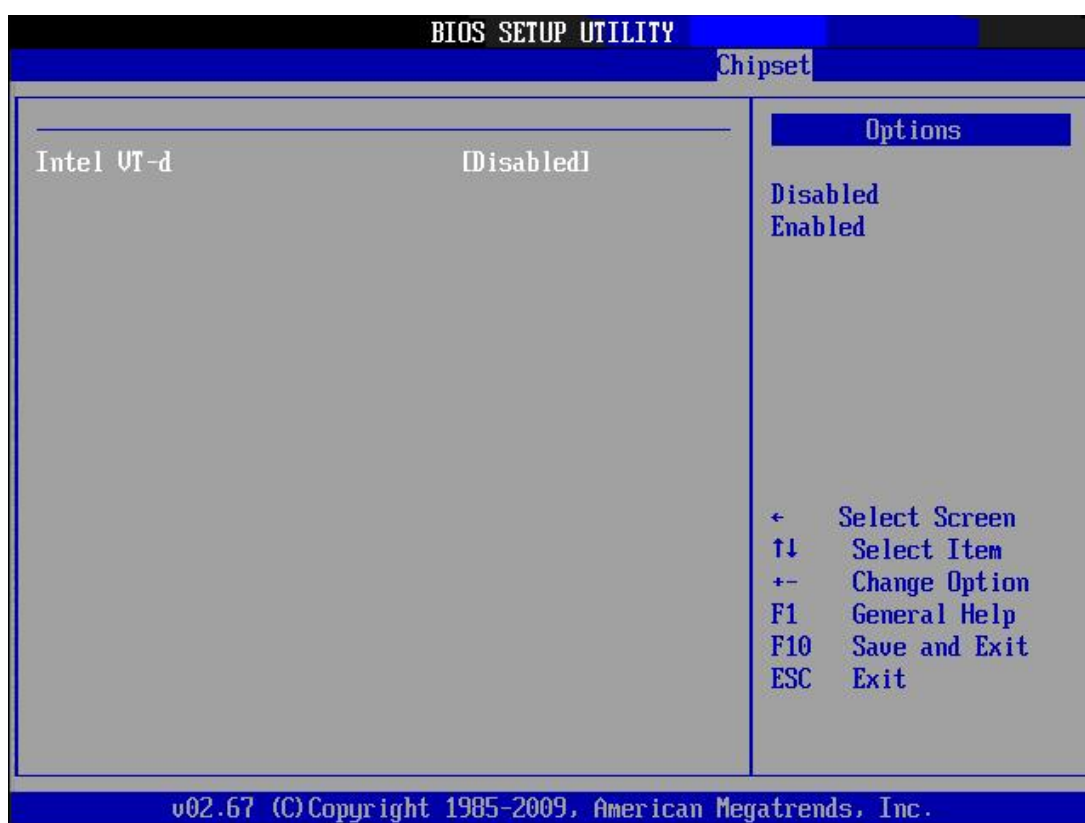 BIOS SETUP UTILITY
Chipset
Intel VT-d [Disabled]
Options
Disabled
Enabled
← Select Screen
↑↓ Select Item
+- Change Option
F1 General Help
F10 Save and Exit
ESC Exit
v02.67 (C)Copyright 1985-2009, American Megatrends, Inc.